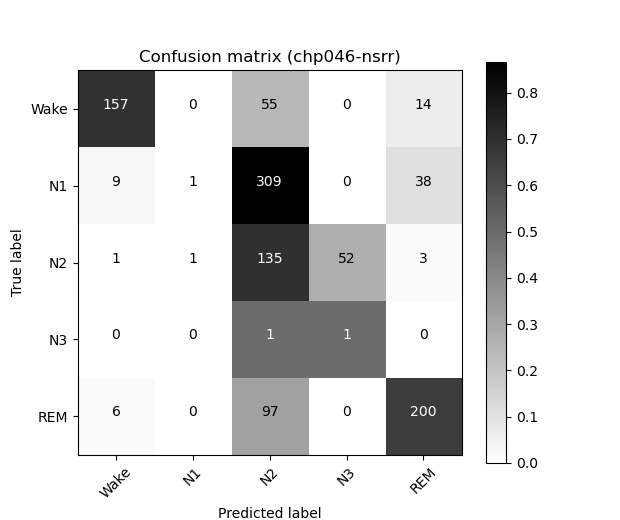 Confusion matrix (chp046-nsrr)
True label
Wake 157 0 55 0 14
N1 9 1 309 0 38
N2 1 1 135 52 3
N3 0 0 1 1 0
REM 6 0 97 0 200
Wake N1 N2 N3 REM
Predicted label
0.8
0.7
0.6
0.5
0.4
0.3
0.2
0.1
0.0